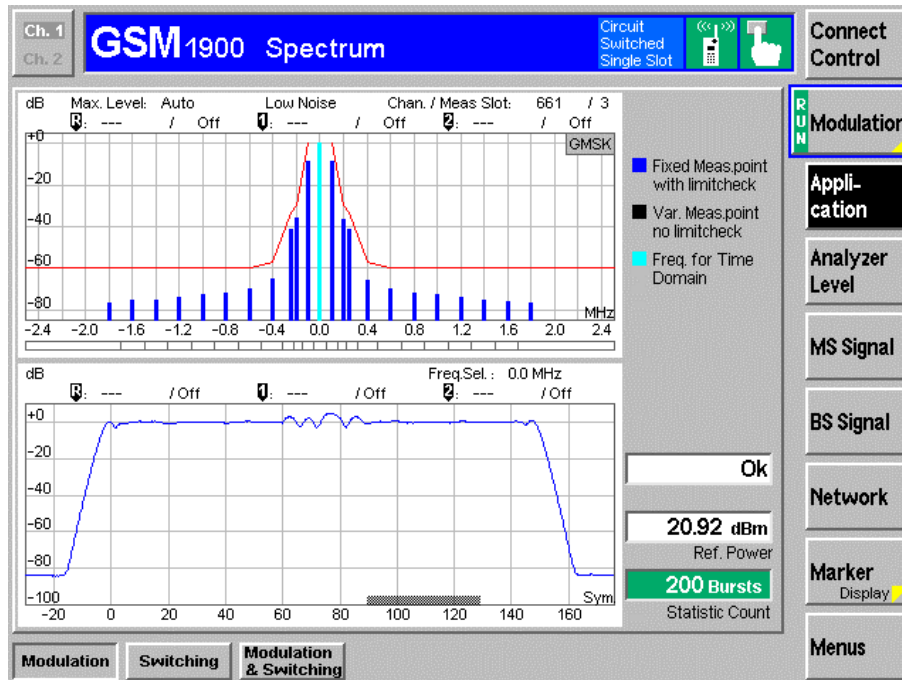 Ch. 1
Ch. 2
GSM 1900 Spectrum
Circuit
Switched
Single Slot
Connect
Control
dB Max. Level: Auto Low Noise Chan. / Meas Slot: 661 / 3
R: --- / Off 1: --- / Off 2: --- / Off
GMSK
+0
-20
-40
-60
-80
MHz
-2.4 -2.0 -1.6 -1.2 -0.8 -0.4 0.0 0.4 0.8 1.2 1.6 2.0 2.4
Fixed Meas.point
with limitcheck
Var. Meas.point
no limitcheck
Freq. for Time
Domain
dB Freq.Sel. : 0.0 MHz
R: --- / Off 1: --- / Off 2: --- / Off
+0
-20
-40
-60
-80
-100
Sym
-20 0 20 40 60 80 100 120 140 160
Ok
20.92 dBm
Ref. Power
200 Bursts
Statistic Count
RUN
Modulation
Appli-
cation
Analyzer
Level
MS Signal
BS Signal
Network
Marker
Display
Menus
Modulation
Switching
Modulation
& Switching